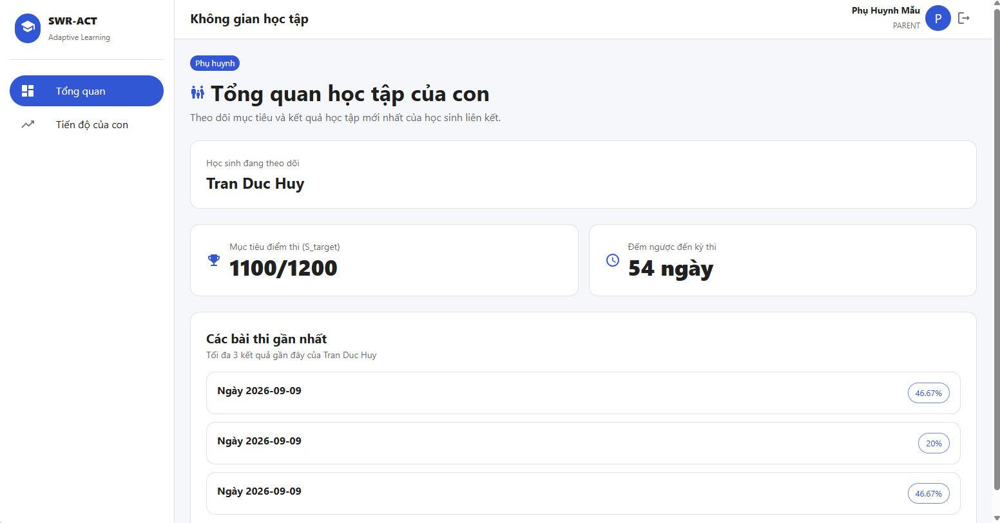 SWR-ACT
Adaptive Learning
Tổng quan
Tiến độ của con
Không gian học tập
Phụ Huynh Mẫu
PARENT
P
Phụ huynh
Tổng quan học tập của con
Theo dõi mục tiêu và kết quả học tập mới nhất của học sinh liên kết.
Học sinh đang theo dõi
Tran Duc Huy
Mục tiêu điểm thi (S_target)
1100/1200
Đếm ngược đến kỳ thi
54 ngày
Các bài thi gần nhất
Tối đa 3 kết quả gần đây của Tran Duc Huy
Ngày 2026-09-09
46.67%
Ngày 2026-09-09
20%
Ngày 2026-09-09
46.67%